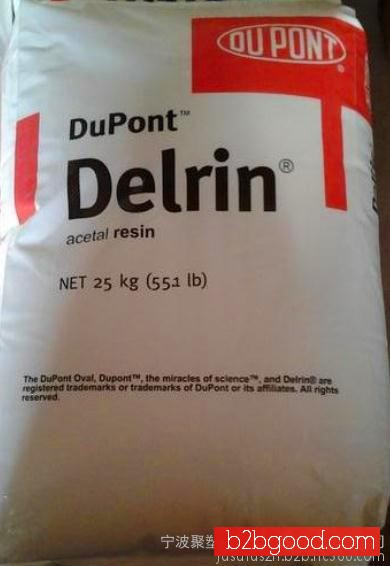 DU PONT
®
DuPont™
Delrin®
acetal resin
NET 25 kg (55.1 lb)
The DuPont Oval, Dupont™, the miracles of science™, and Delrin® are
registered trademarks or trademarks of DuPont or its affiliates. All rights
reserved.
宁波聚塑
b2bgood.com